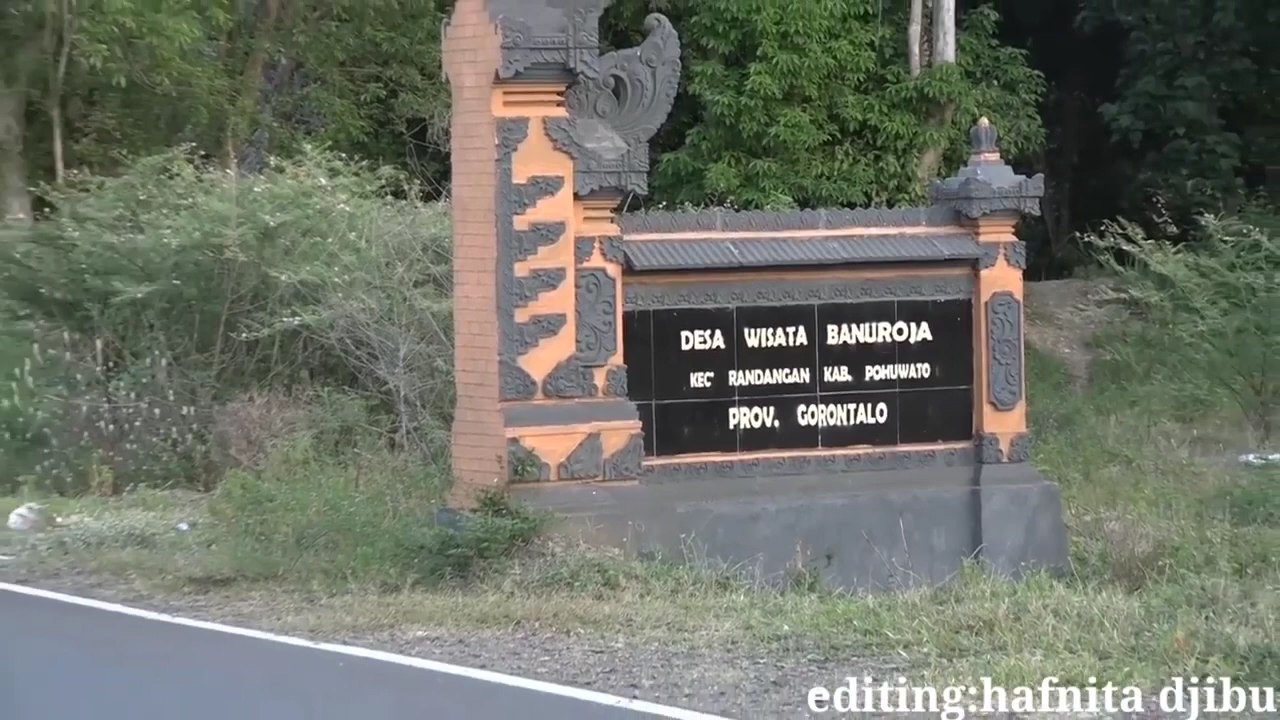 DESA WISATA BANUROJA
KEC' RANDANGAN KAB. POHUWATO
PROV. GORONTALO
editing:hafnita djibu